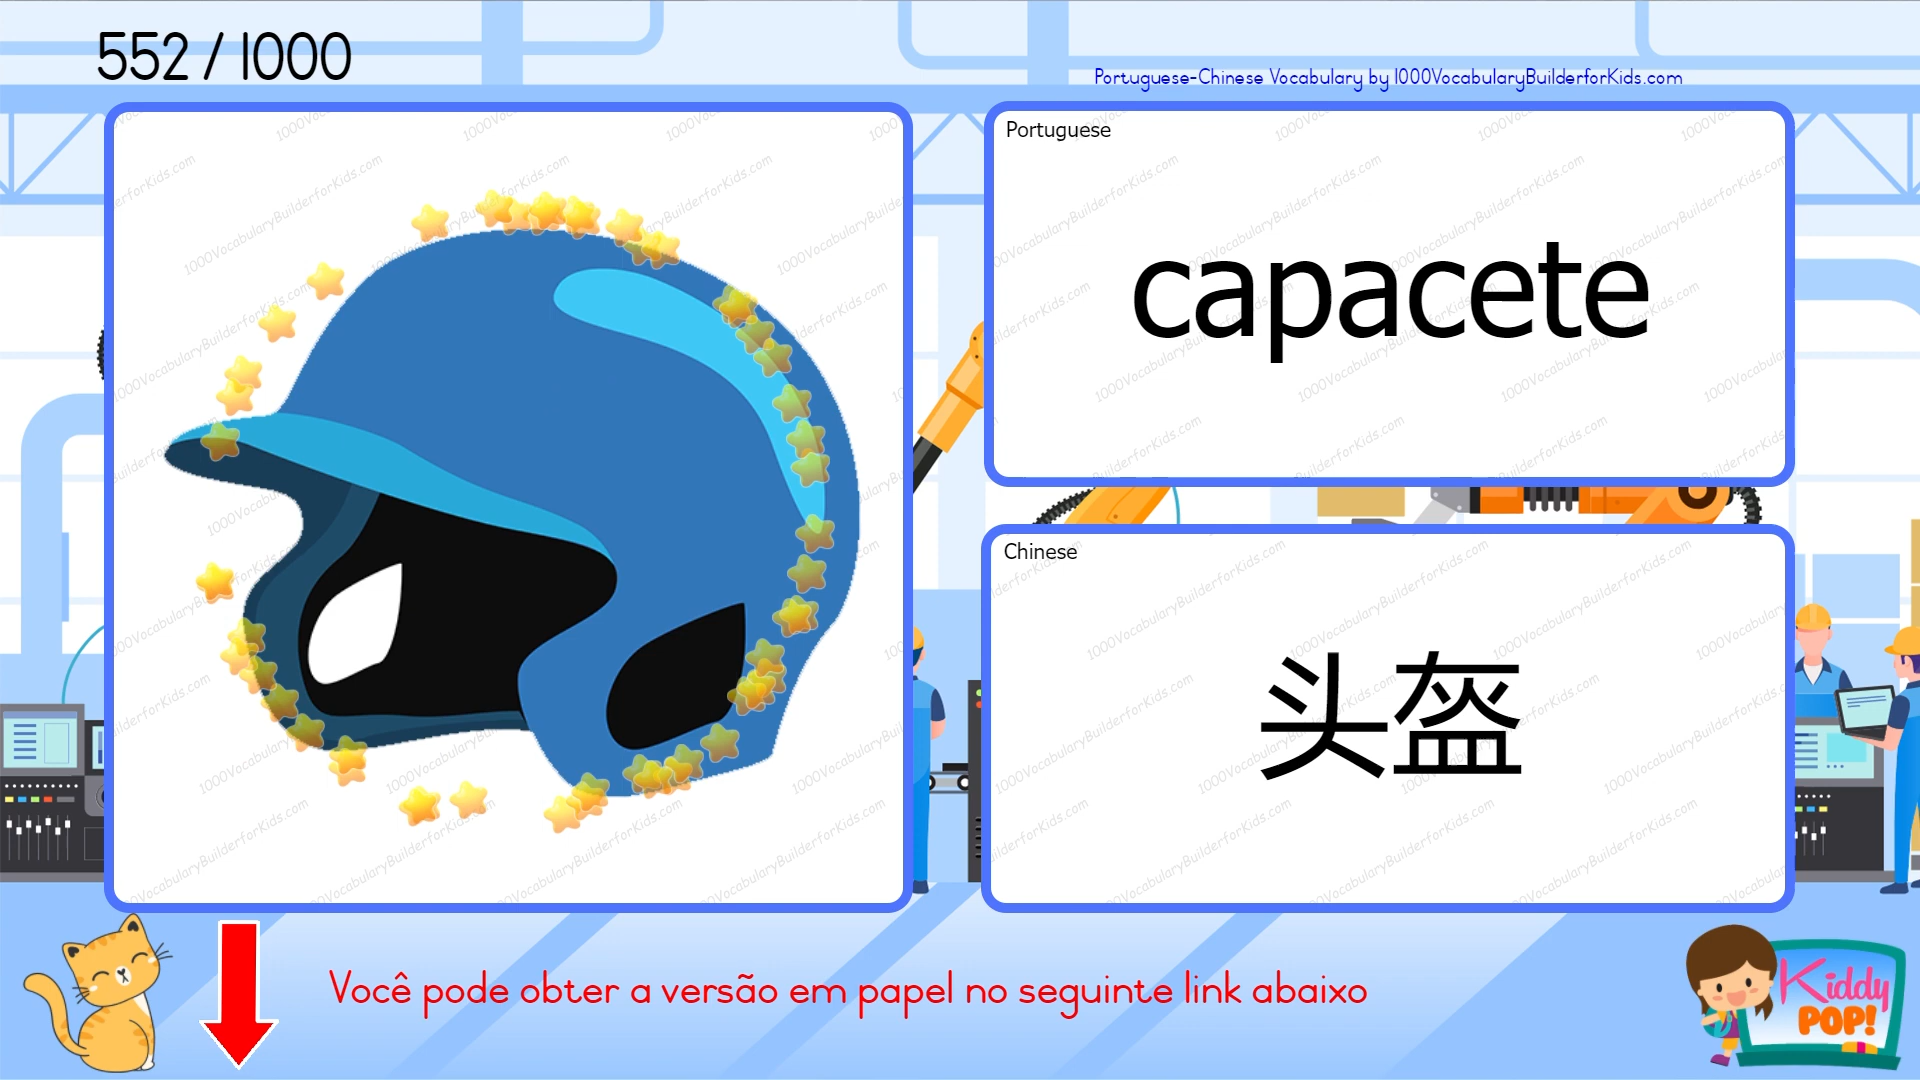 552 / 1000
Portuguese-Chinese Vocabulary by 1000VocabularyBuilderforKids.com
Portuguese
capacete
Chinese
头盔
Você pode obter a versão em papel no seguinte link abaixo
Kiddy
POP!